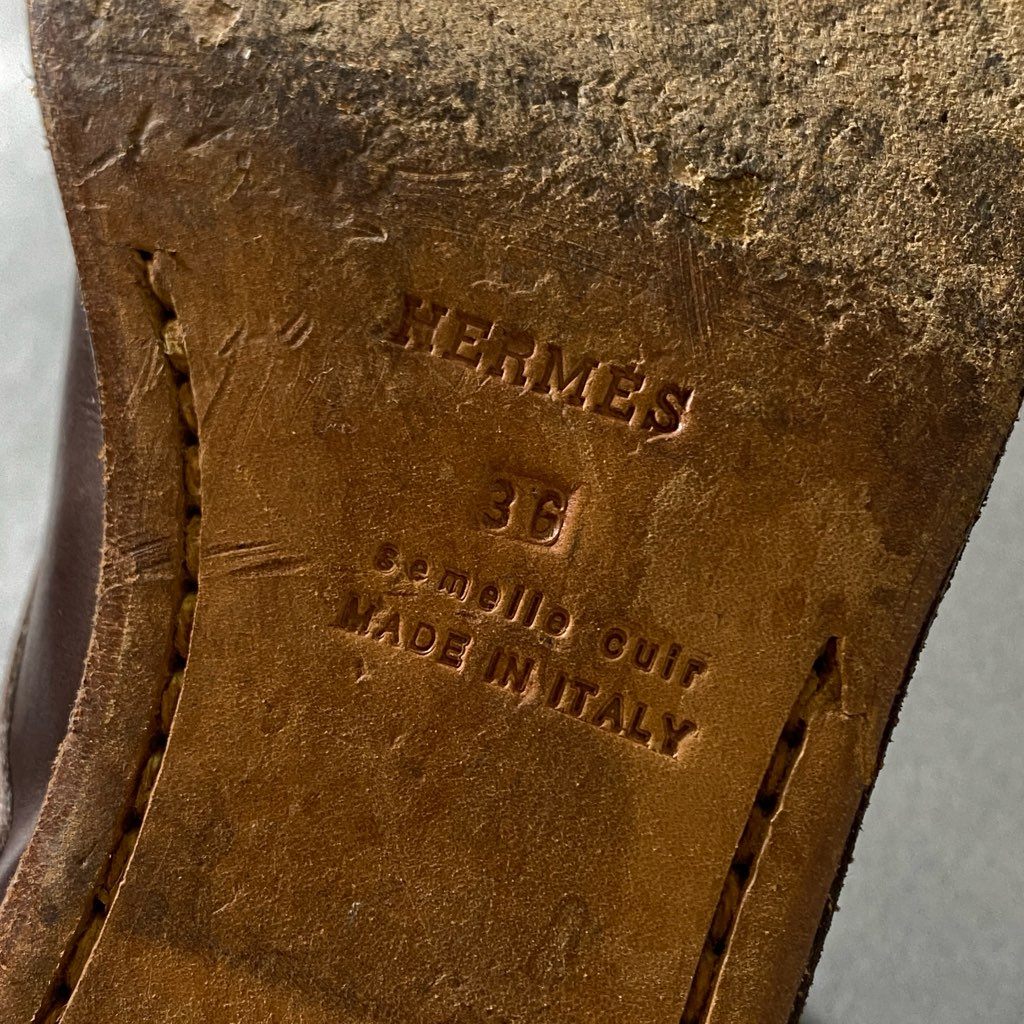 HERMÈS
36
semelle cuir
MADE IN ITALY